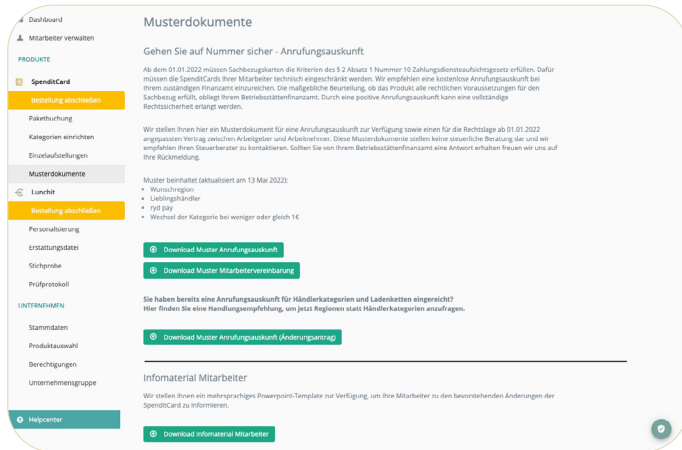 Dashboard
Mitarbeiter verwalten
PRODUKTE
SpenditCard
Bestellung abschließen
Paketbuchung
Kategorien einrichten
Einzelaufstellungen
Musterdokumente
Lunchit
Bestellung abschließen
Personalisierung
Erstattungsdatei
Stichprobe
Prüfprotokoll
UNTERNEHMEN
Stammdaten
Produktauswahl
Berechtigungen
Unternehmensgruppe
Helpcenter
Musterdokumente
Gehen Sie auf Nummer sicher - Anrufungsauskunft
Ab dem 01.01.2022 müssen Sachbezugskarten die Kriterien des § 2 Absatz 1 Nummer 10 Zahlungsdiensteaufsichtsgesetz erfüllen. Dafür
müssen die SpenditCards Ihrer Mitarbeiter technisch eingeschränkt werden. Wir empfehlen eine kostenlose Anrufungsauskunft bei
Ihrem zuständigen Finanzamt einzureichen. Die maßgebliche Beurteilung, ob das Produkt alle rechtlichen Voraussetzungen für den
Sachbezug erfüllt, obliegt Ihrem Betriebsstättenfinanzamt. Durch eine positive Anrufungsauskunft kann eine vollständige
Rechtssicherheit erlangt werden.
Wir stellen Ihnen hier ein Musterdokument für eine Anrufungsauskunft zur Verfügung sowie einen für die Rechtslage ab 01.01.2022
angepassten Vertrag zwischen Arbeitgeber und Arbeitnehmer. Diese Musterdokumente stellen keine steuerliche Beratung dar und wir
empfehlen Ihren Steuerberater zu kontaktieren. Sollten Sie von Ihrem Betriebsstättenfinanzamt eine Antwort erhalten freuen wir uns auf
Ihre Rückmeldung.
Muster beinhaltet (aktualisiert am 13 Mai 2022):
• Wunschregion
• Lieblingshändler
• ryd pay
• Wechsel der Kategorie bei weniger oder gleich 1€
Download Muster Anrufungsauskunft
Download Muster Mitarbeitervereinbarung
Sie haben bereits eine Anrufungsauskunft für Händlerkategorien und Ladenketten eingereicht?
Hier finden Sie eine Handlungsempfehlung, um jetzt Regionen statt Händlerkategorien anzufragen.
Download Muster Anrufungsauskunft (Änderungsantrag)
Infomaterial Mitarbeiter
Wir stellen Ihnen ein mehrsprachiges Powerpoint-Template zur Verfügung, um Ihre Mitarbeiter zu den bevorstehenden Änderungen der
SpenditCard zu informieren.
Download Infomaterial Mitarbeiter